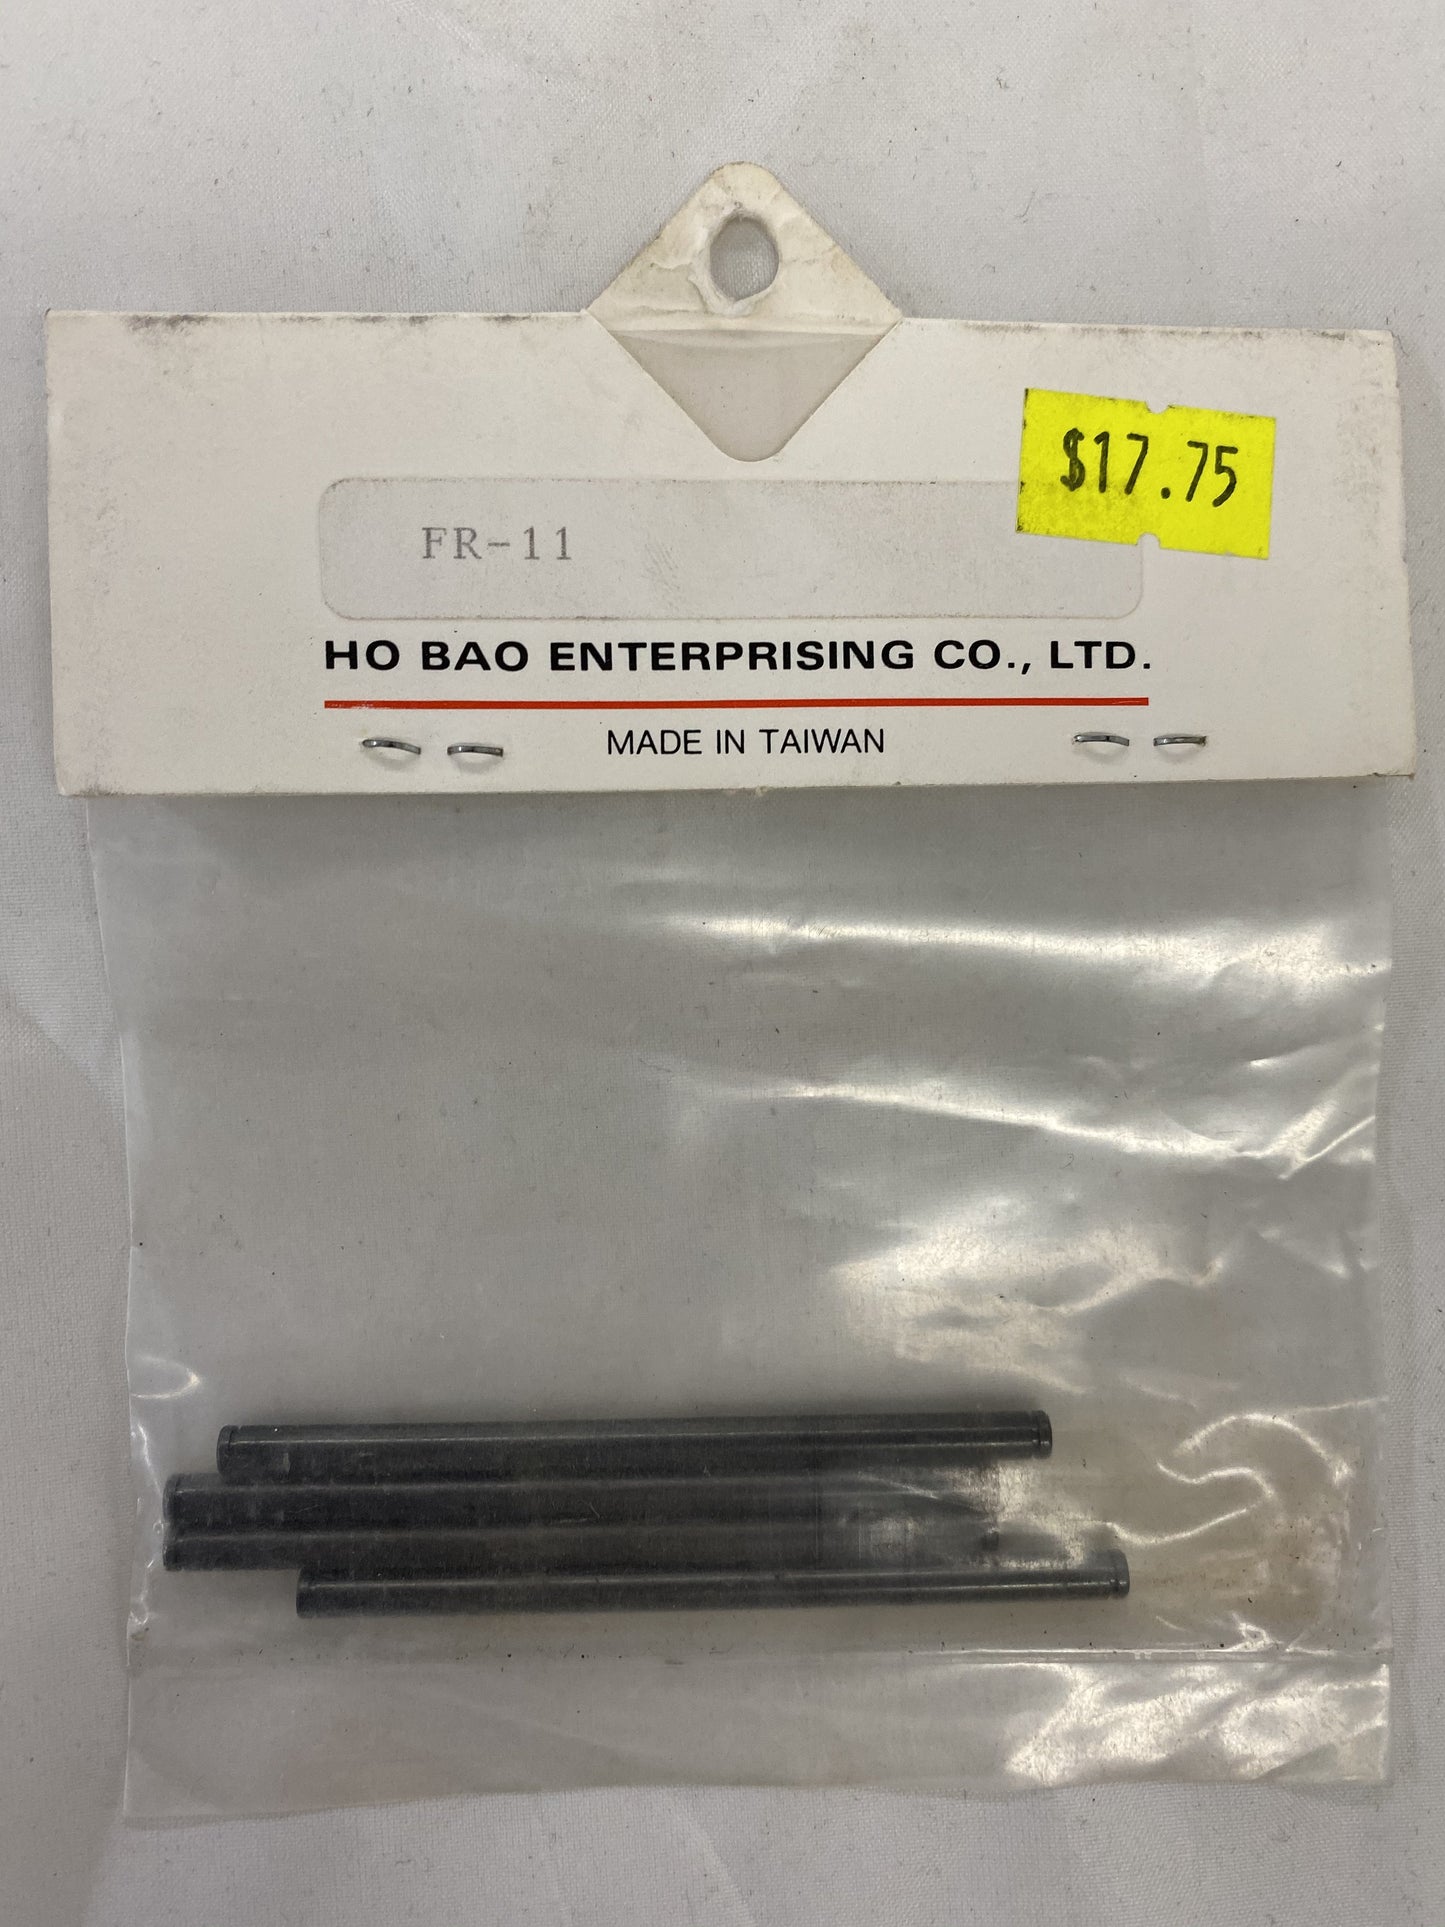 $17.75
FR-11
HO BAO ENTERPRISING CO., LTD.
MADE IN TAIWAN